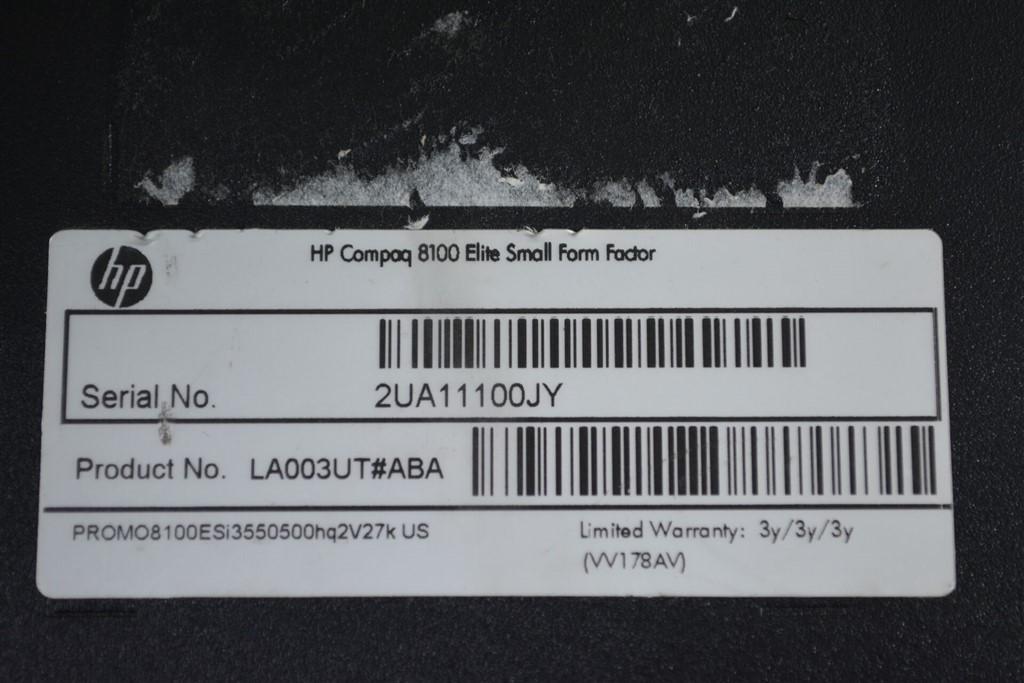 hp
HP Compaq 8100 Elite Small Form Factor
Serial No. 2UA11100JY
Product No. LA003UT#ABA
PROMO8100ESi3550500hq2V27k US
Limited Warranty: 3y/3y/3y
(VV178AV)